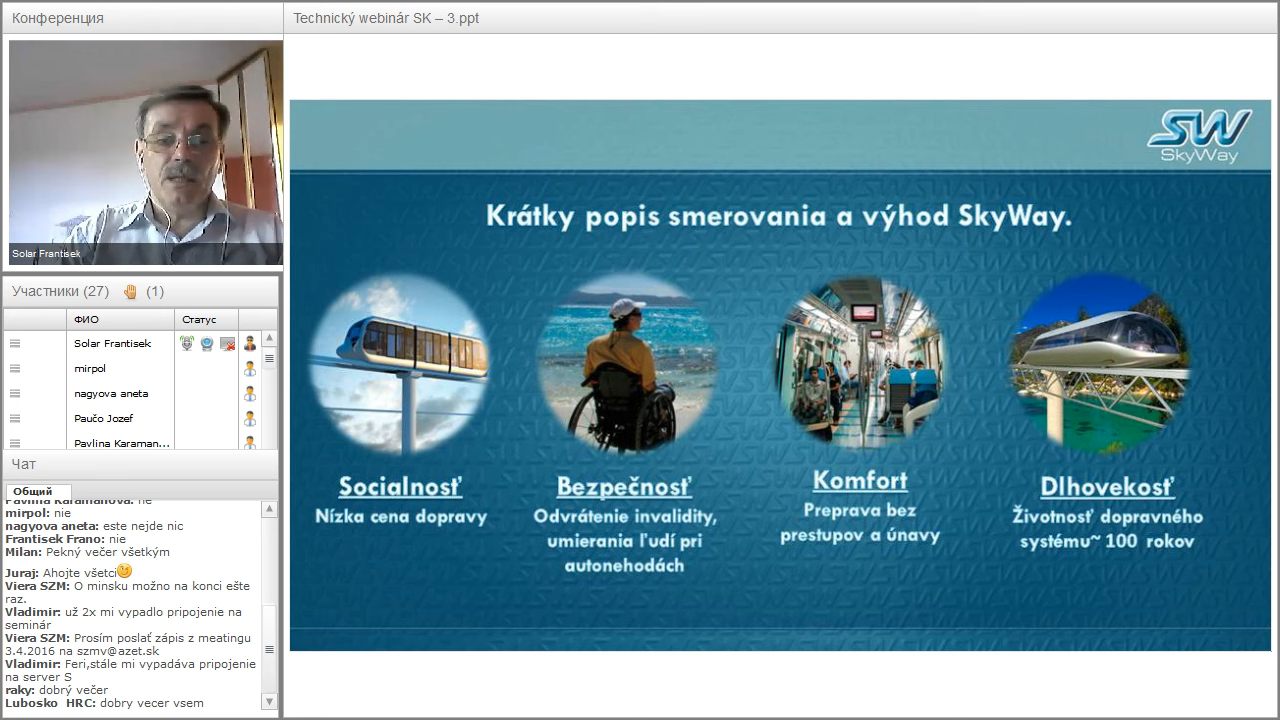 Конференция
Solar Frantisek
Участники (27) (1)
ФИО Статус
Solar Frantisek
mirpol
nagyova aneta
Paučo Jozef
Pavlina Karaman...
Чат
Общий
Pavlina Karamanova: nie
mirpol: nie
nagyova aneta: este nejde nic
Frantisek Frano: nie
Milan: Pekný večer všetkým
Juraj: Ahojte všetci
Viera SZM: O minsku možno na konci ešte
raz.
Vladimir: už 2x mi vypadlo pripojenie na
seminár
Viera SZM: Prosím poslať zápis z meatingu
3.4.2016 na szmv@azet.sk
Vladimir: Feri,stále mi vypadáva pripojenie
na server S
raky: dobrý večer
Lubosko HRC: dobry vecer vsem
Technický webinár SK – 3.ppt
SW
SkyWay
Krátky popis smerovania a výhod SkyWay.
Socialnosť
Nízka cena dopravy
Bezpečnosť
Odvrátenie invalidity,
umierania ľudí pri
autonehodách
Komfort
Preprava bez
prestupov a únavy
Dlhovekosť
Životnosť dopravného
systému~ 100 rokov